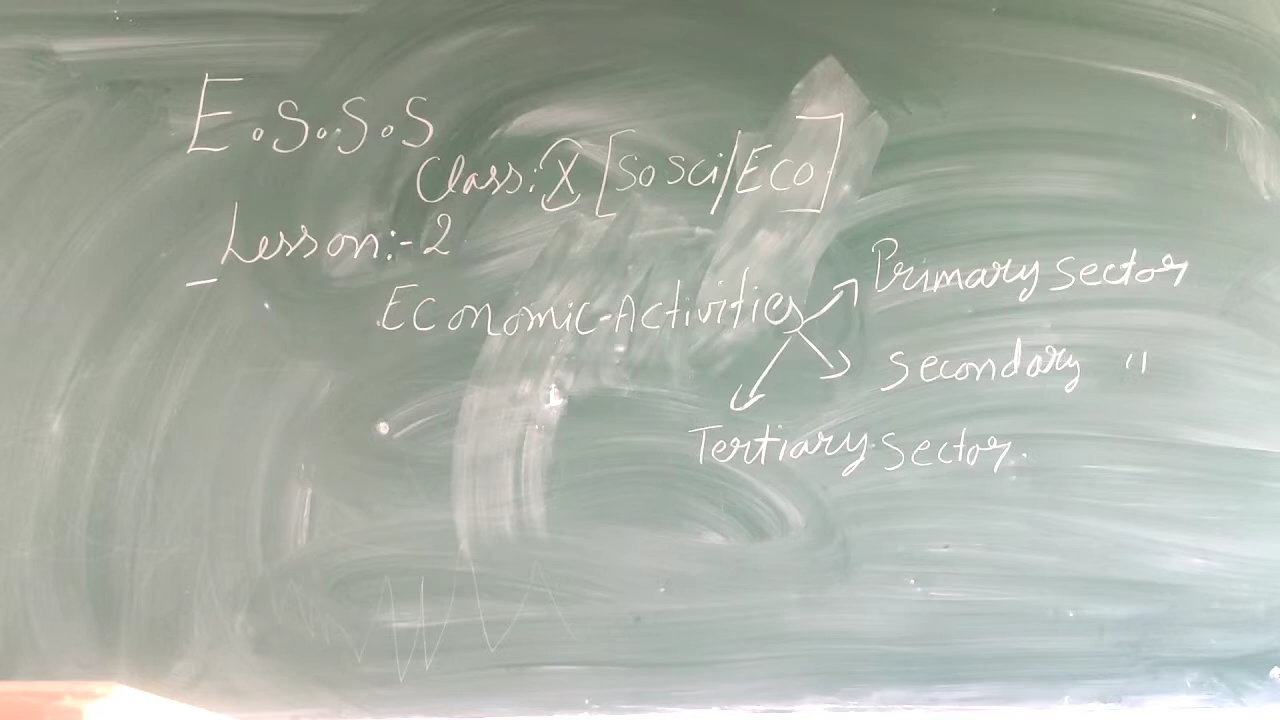 E.S.S.S
Class: X [So Sci/Eco]
Lesson:-2
Economic-Activities
Primary Sector
Secondary "
Tertiary Sector.